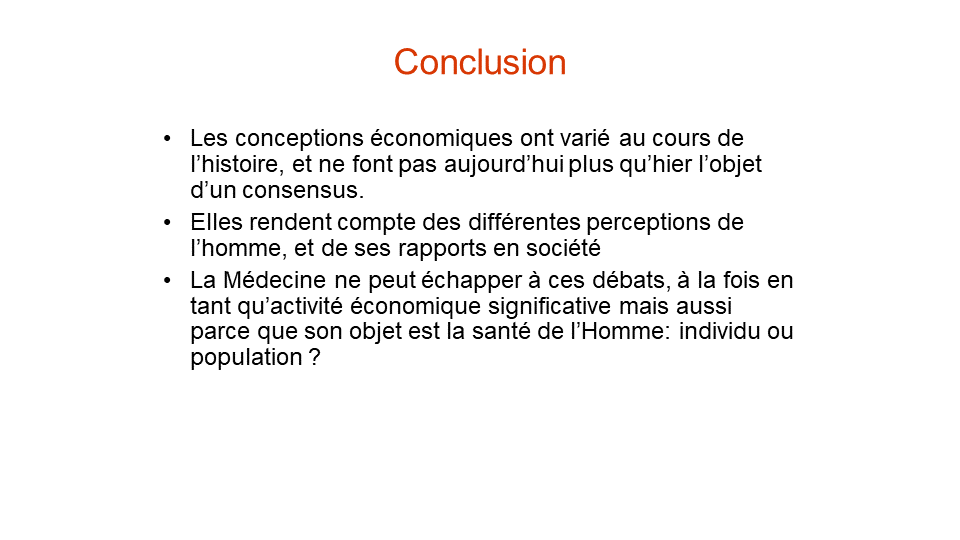 Conclusion
• Les conceptions économiques ont varié au cours de
l’histoire, et ne font pas aujourd’hui plus qu’hier l’objet
d’un consensus.
• Elles rendent compte des différentes perceptions de
l’homme, et de ses rapports en société
• La Médecine ne peut échapper à ces débats, à la fois en
tant qu’activité économique significative mais aussi
parce que son objet est la santé de l’Homme: individu ou
population ?